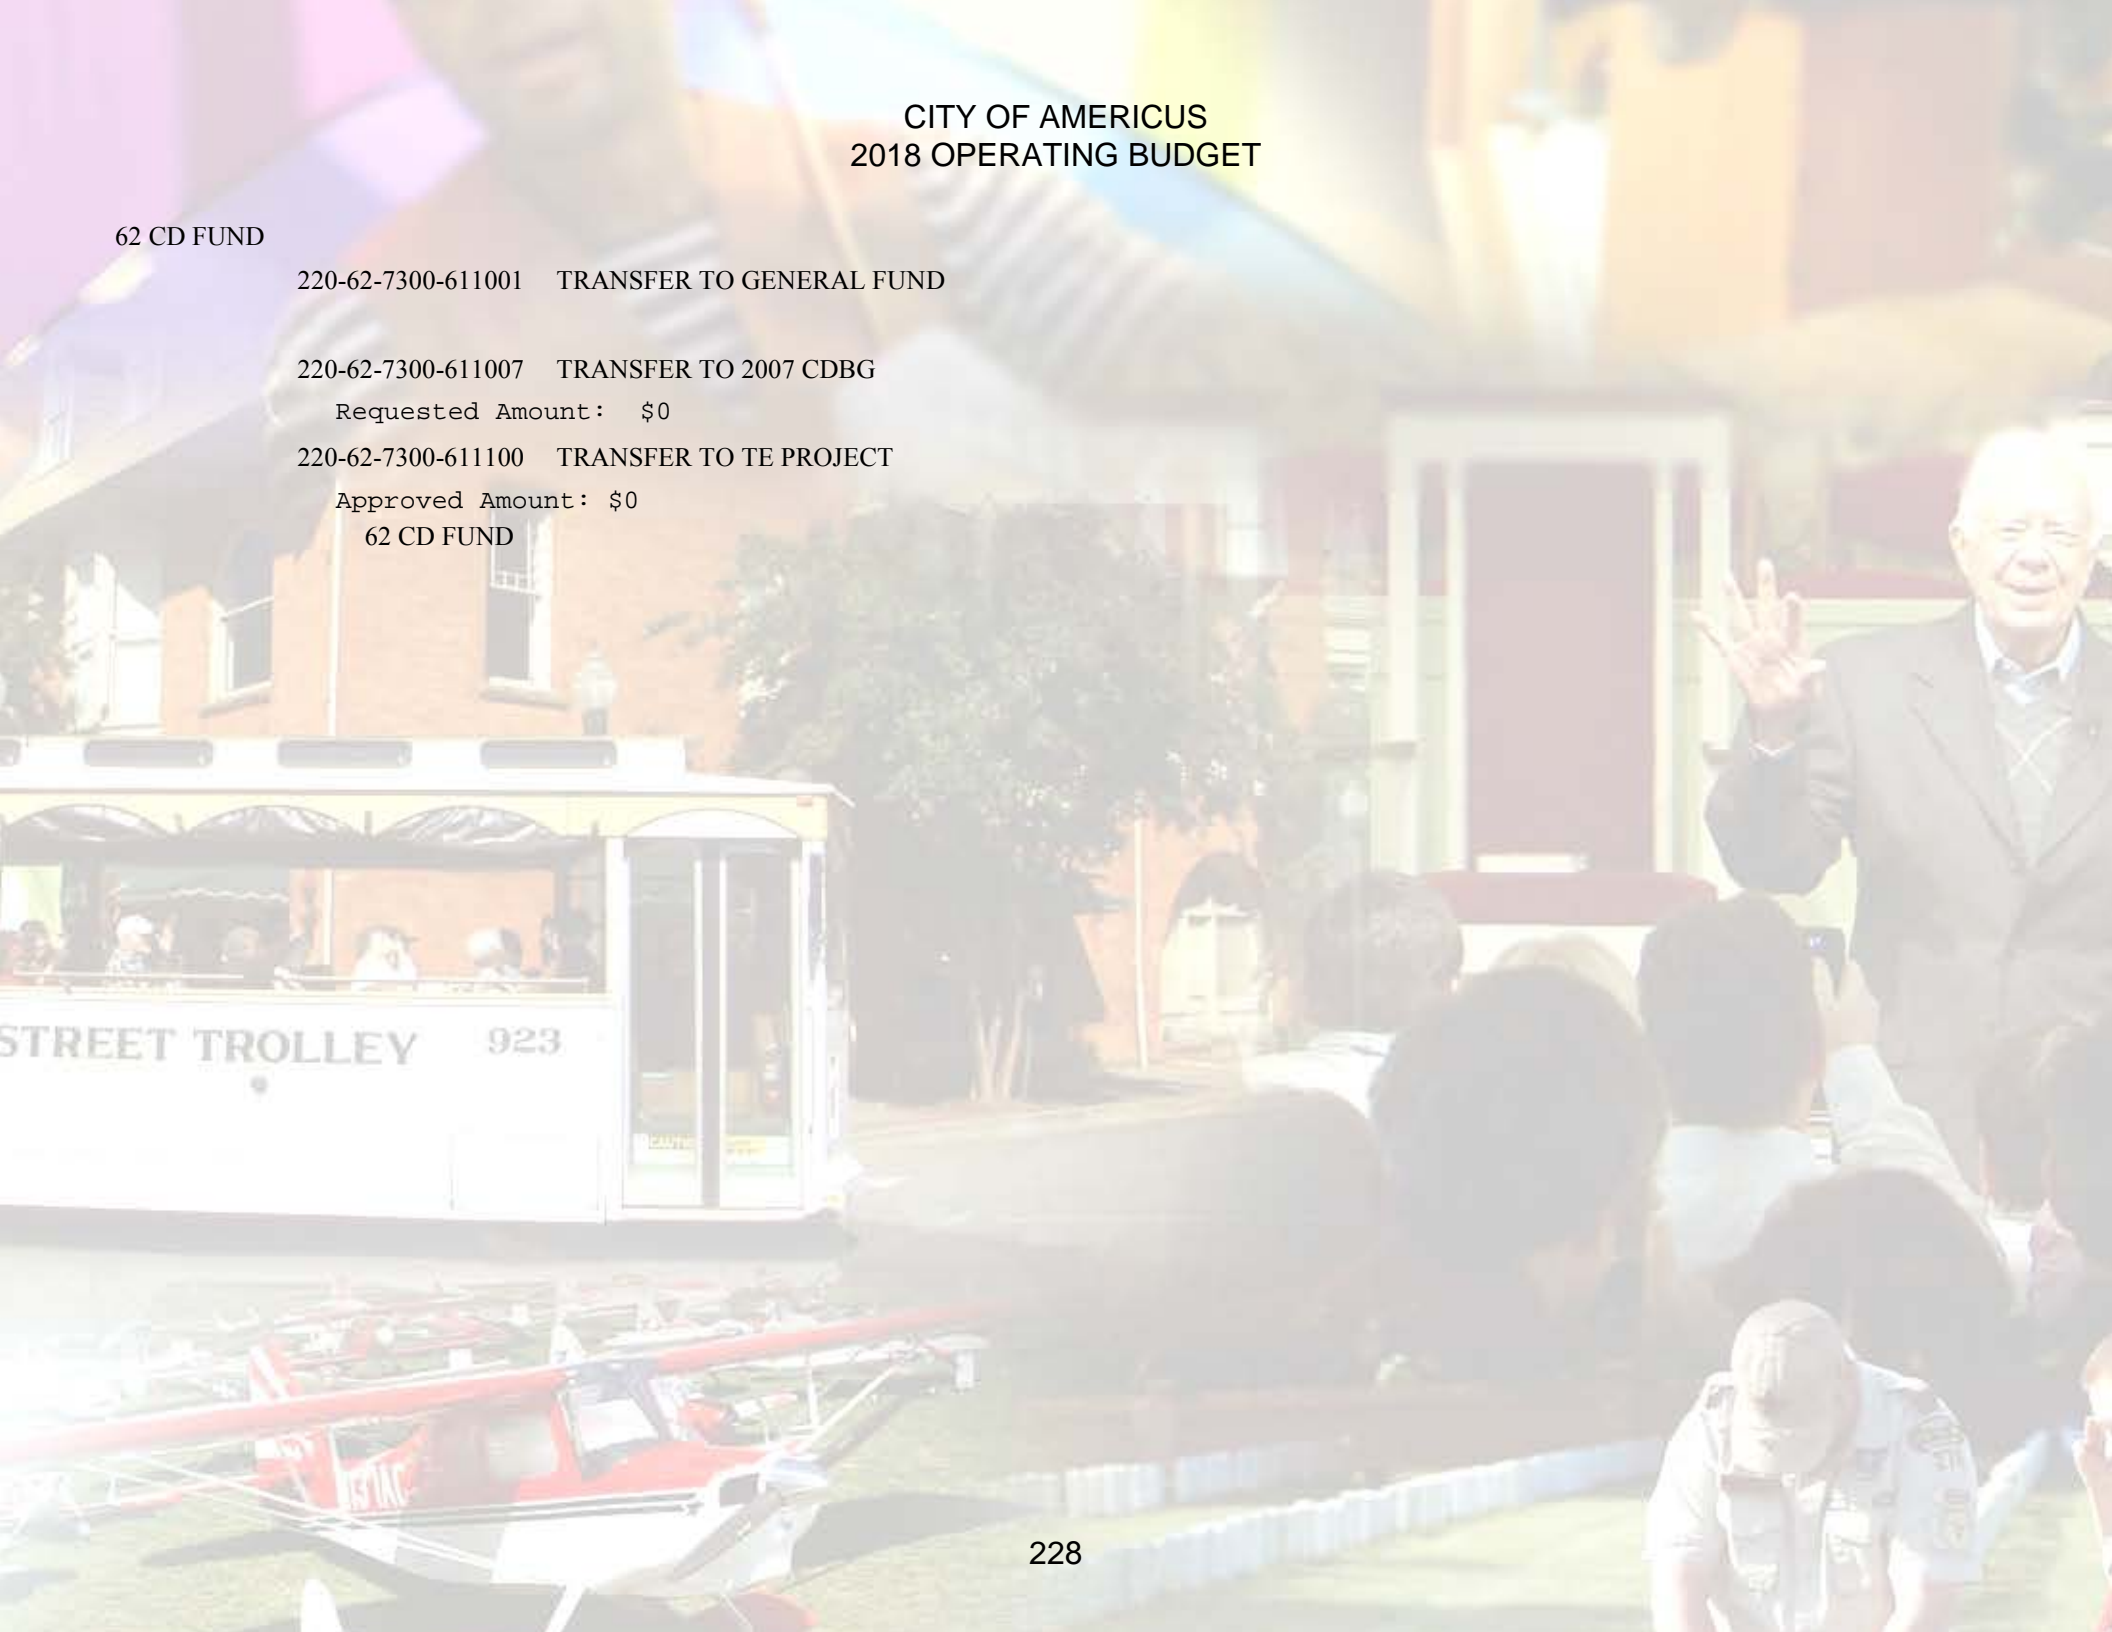 CITY OF AMERICUS
2018 OPERATING BUDGET
62 CD FUND
220-62-7300-611001 TRANSFER TO GENERAL FUND
220-62-7300-611007 TRANSFER TO 2007 CDBG
Requested Amount: $0
220-62-7300-611100 TRANSFER TO TE PROJECT
Approved Amount: $0
62 CD FUND
STREET TROLLEY 923
228